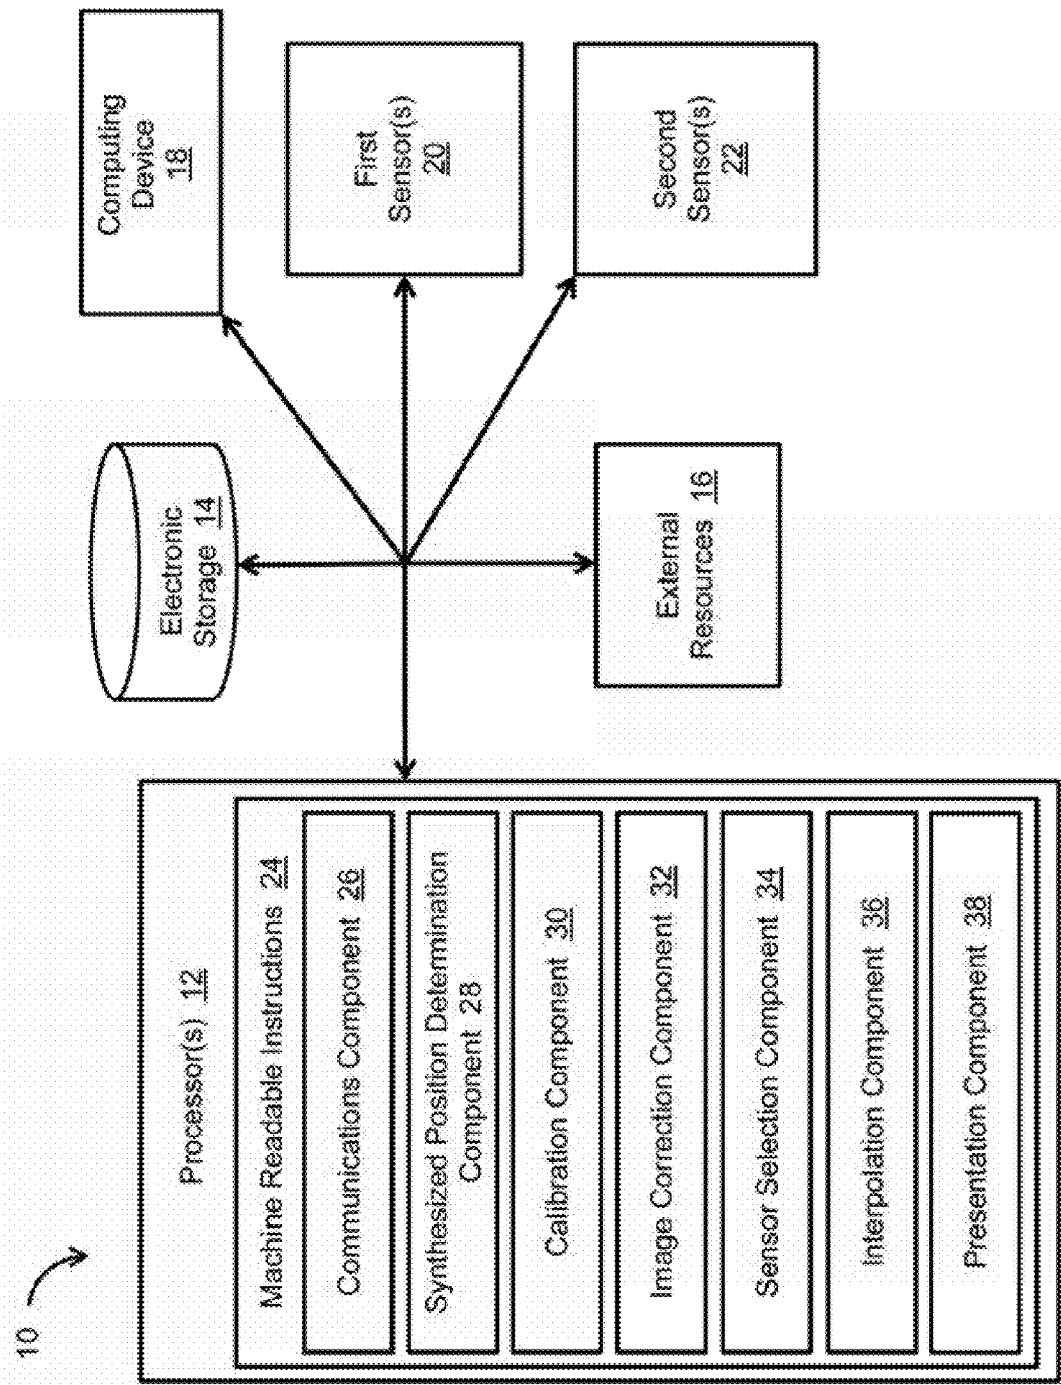 10
Processor(s) 12
Machine Readable Instructions 24
Communications Component 26
Synthesized Position Determination
Component 28
Calibration Component 30
Image Correction Component 32
Sensor Selection Component 34
Interpolation Component 36
Presentation Component 38
Electronic
Storage 14
External
Resources 16
Computing
Device
18
First
Sensor(s)
20
Second
Sensor(s)
22